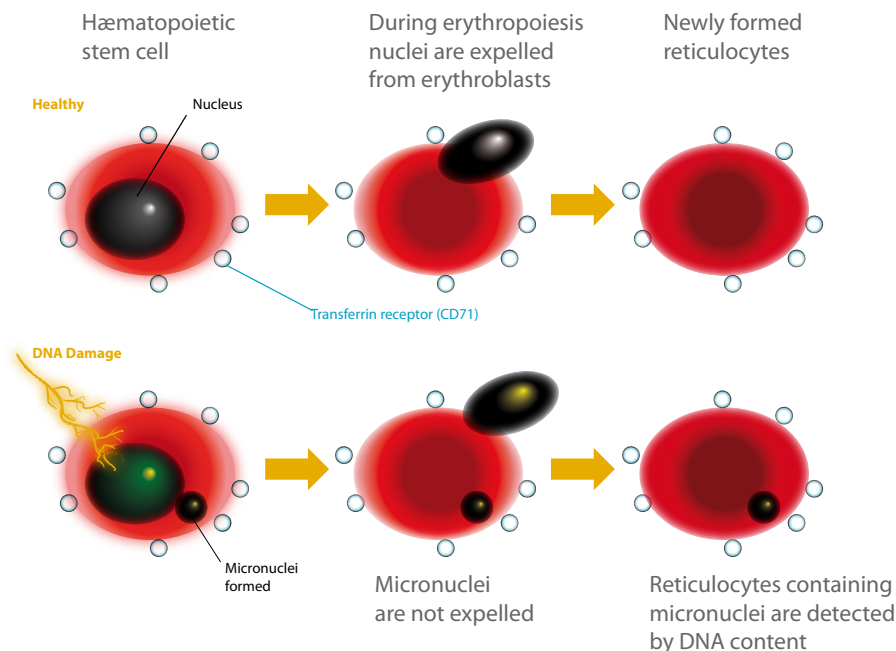 Hæmatopoietic
stem cell
During erythropoiesis
nuclei are expelled
from erythroblasts
Newly formed
reticulocytes
Healthy
Nucleus
Transferrin receptor (CD71)
DNA Damage
Micronuclei
formed
Micronuclei
are not expelled
Reticulocytes containing
micronuclei are detected
by DNA content